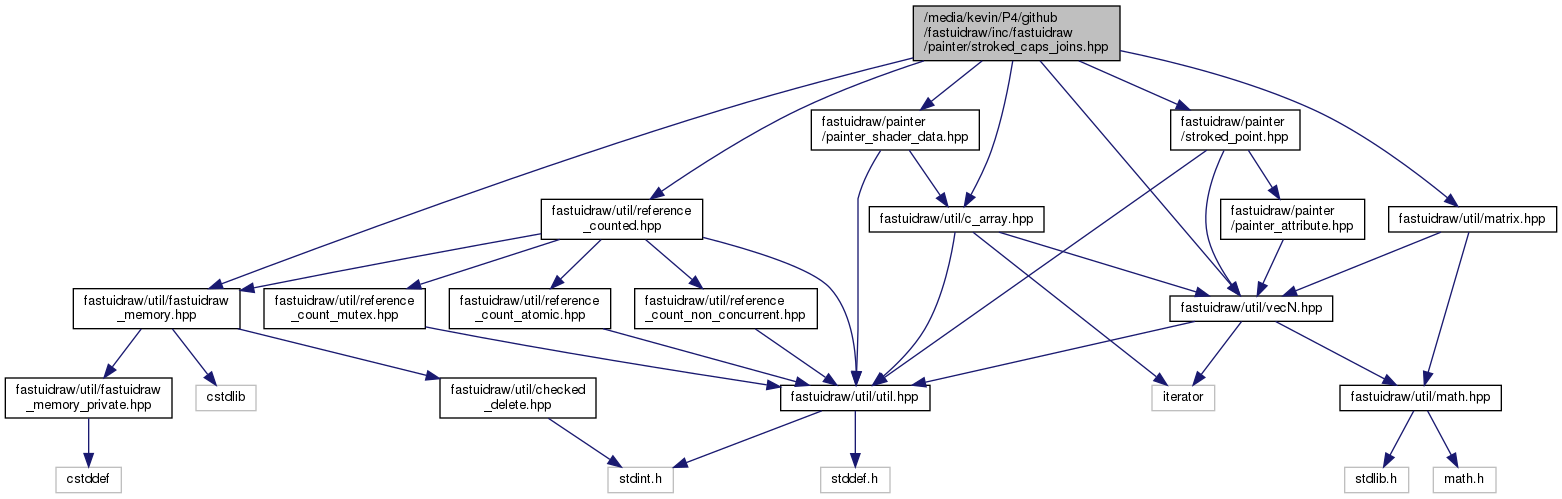 /media/kevin/P4/github
/fastuidraw/inc/fastuidraw
/painter/stroked_caps_joins.hpp
fastuidraw/painter
/painter_shader_data.hpp
fastuidraw/painter
/stroked_point.hpp
fastuidraw/util/reference
_counted.hpp
fastuidraw/util/c_array.hpp
fastuidraw/painter
/painter_attribute.hpp
fastuidraw/util/matrix.hpp
fastuidraw/util/fastuidraw
_memory.hpp
fastuidraw/util/reference
_count_mutex.hpp
fastuidraw/util/reference
_count_atomic.hpp
fastuidraw/util/reference
_count_non_concurrent.hpp
fastuidraw/util/vecN.hpp
fastuidraw/util/fastuidraw
_memory_private.hpp
cstdlib
fastuidraw/util/checked
_delete.hpp
fastuidraw/util/util.hpp
iterator
fastuidraw/util/math.hpp
cstddef
stdint.h
stddef.h
stdlib.h
math.h